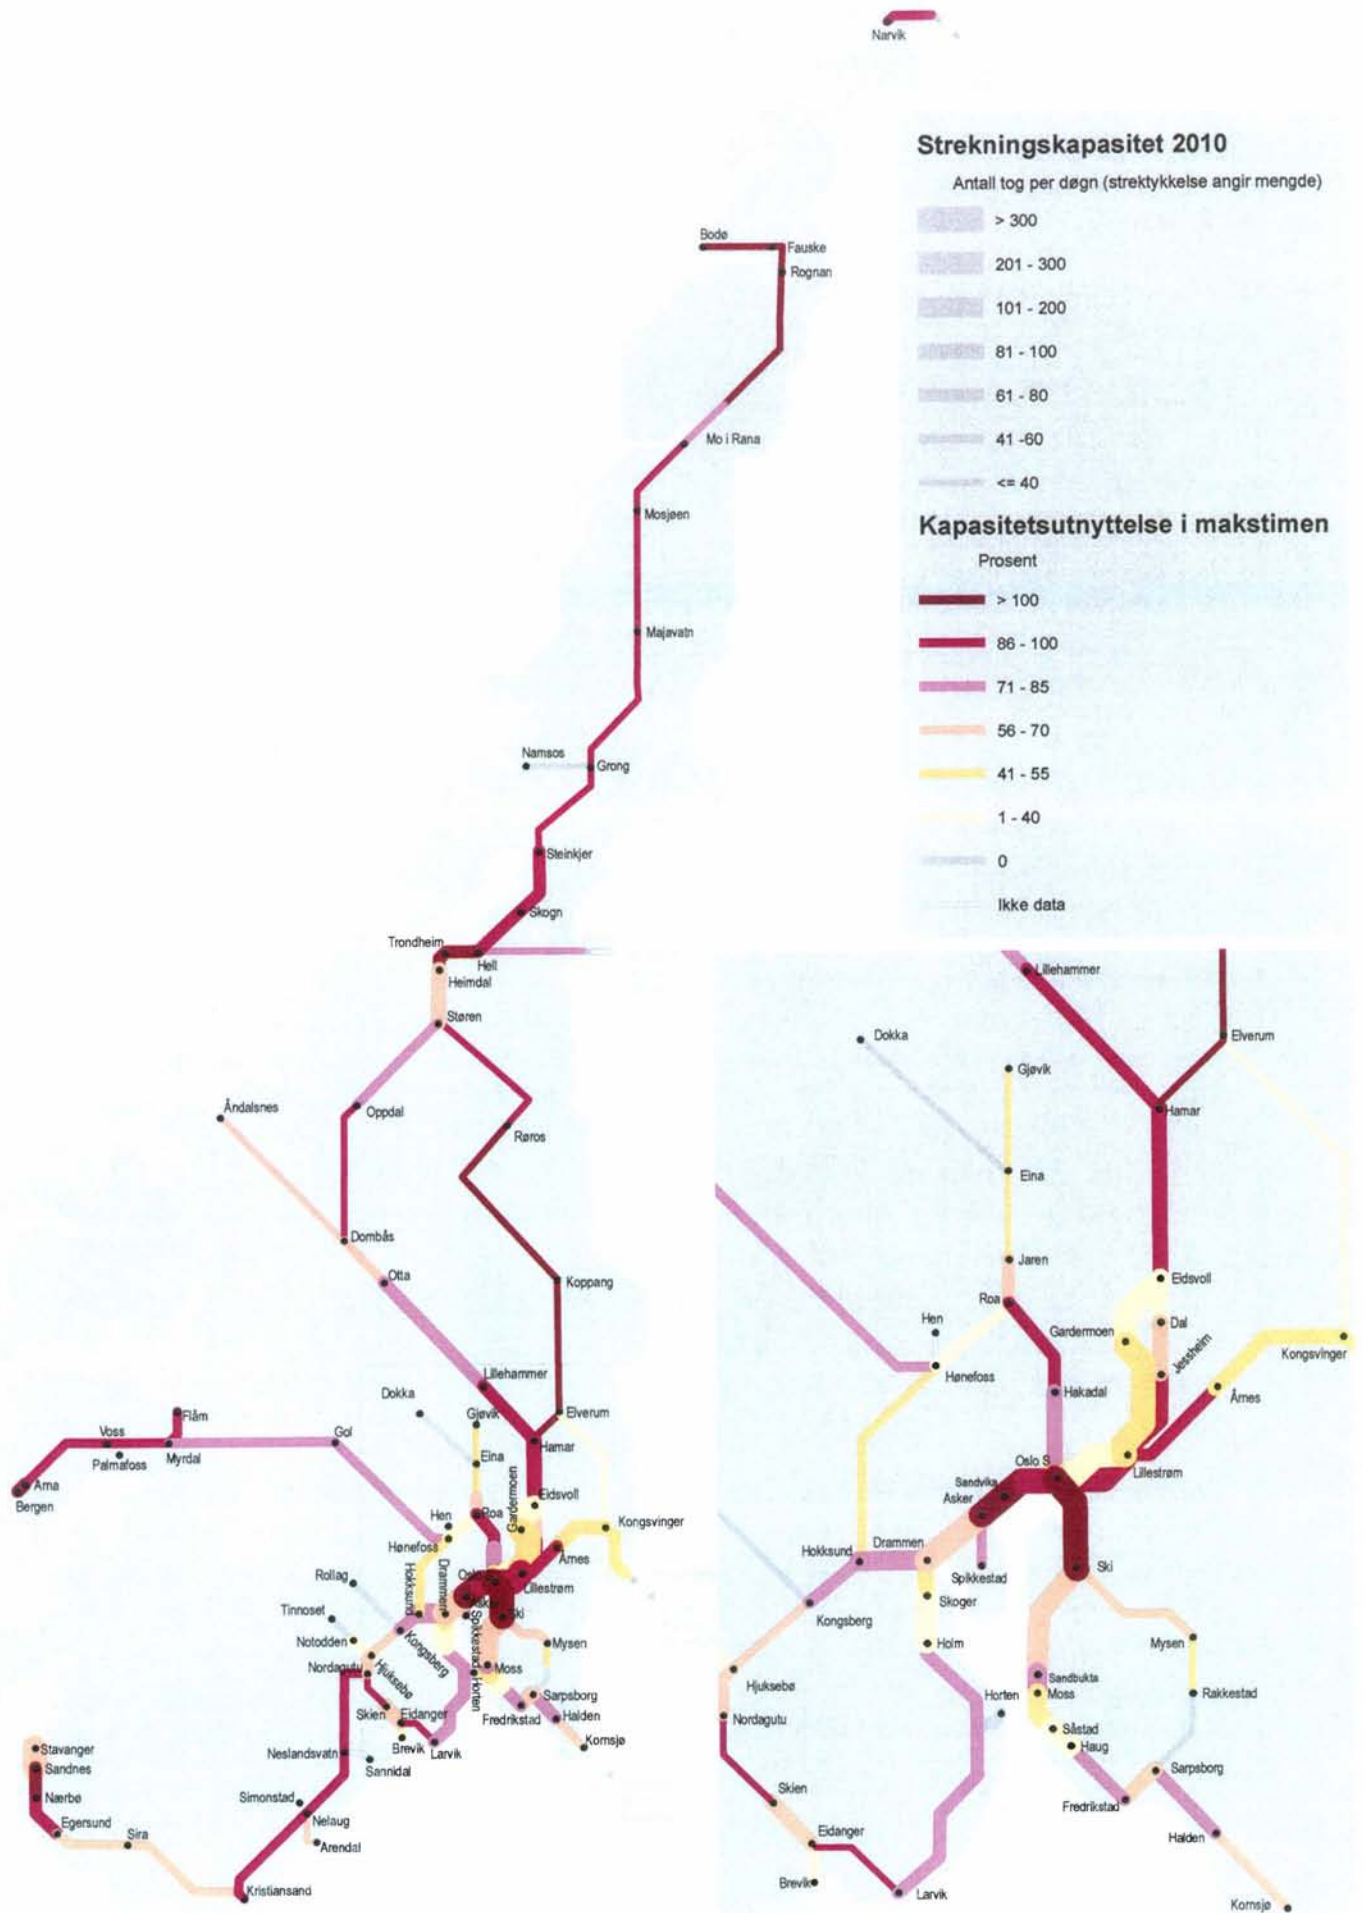 Narvik
Strekningskapasitet 2010
Antall tog per døgn (strektykkelse angir mengde)
> 300
201 - 300
101 - 200
81 - 100
61 - 80
41 -60
<= 40
Kapasitetsutnyttelse i makstimen
Prosent
> 100
86 - 100
71 - 85
56 - 70
41 - 55
1 - 40
0
Ikke data
Bodø
Fauske
Rognan
Mo i Rana
Mosjøen
Majavatn
Namsos
Grong
Steinkjer
Skogn
Trondheim
Hell
Heimdal
Støren
Oppdal
Åndalsnes
Røros
Dombås
Otta
Koppang
Lillehammer
Dokka
Gjøvik
Elverum
Flåm
Voss
Gol
Palmafoss
Myrdal
Eina
Hamar
Arna
Bergen
Gardermoen
Eidsvoll
Hen
Roa
Kongsvinger
Hønefoss
Årnes
Rollag
Hokksund
Drammen
Oslo S
Lillestrøm
Asker
Ski
Tinnoset
Spikkestad
Notodden
Kongsberg
Mysen
Nordagutu
Hjuksebø
Moss
Horten
Sarpsborg
Skien
Eidanger
Fredrikstad
Halden
Brevik
Larvik
Kornsjø
Stavanger
Neslandsvatn
Sannidal
Sandnes
Nærbø
Simonstad
Egersund
Nelaug
Sira
Arendal
Kristiansand
Lillehammer
Dokka
Elverum
Gjøvik
Hamar
Eina
Jaren
Eidsvoll
Roa
Dal
Hen
Gardermoen
Jessheim
Kongsvinger
Hønefoss
Hakadal
Årnes
Oslo S
Lillestrøm
Sandvika
Asker
Drammen
Hokksund
Ski
Spikkestad
Skoger
Kongsberg
Holm
Mysen
Hjuksebø
Sandbukta
Horten
Moss
Rakkestad
Nordagutu
Såstad
Haug
Sarpsborg
Skien
Fredrikstad
Eidanger
Halden
Brevik
Larvik
Kornsjø